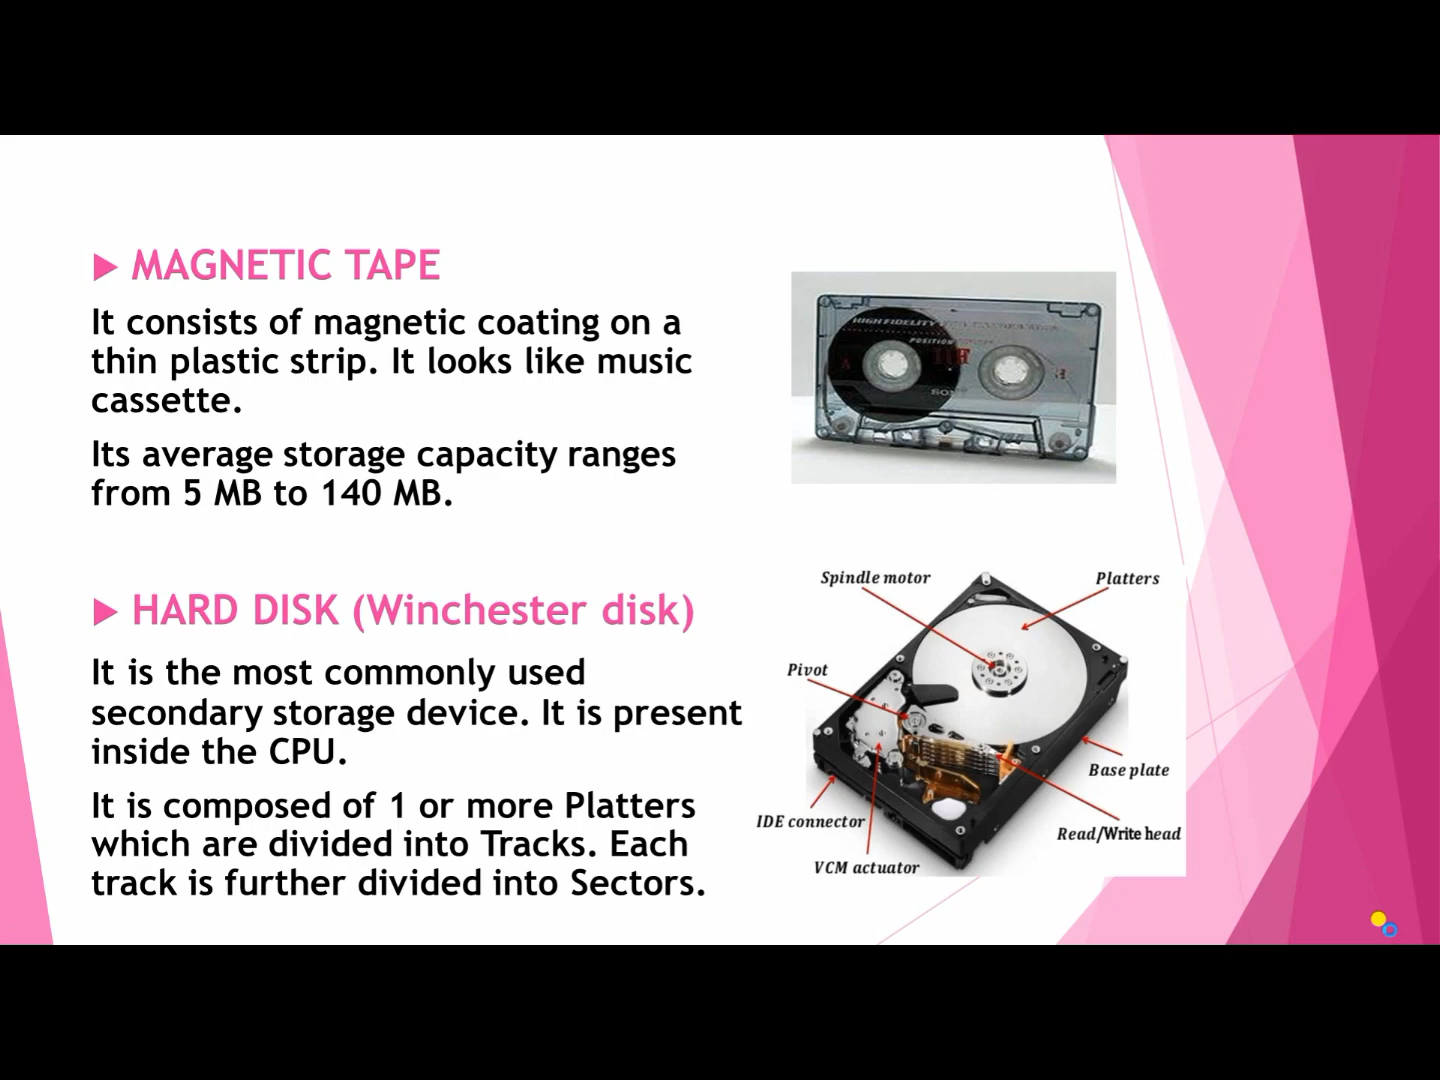 MAGNETIC TAPE
It consists of magnetic coating on a
thin plastic strip. It looks like music
cassette.
Its average storage capacity ranges
from 5 MB to 140 MB.
HIGH FIDELITY
POSITION
SONY
HARD DISK (Winchester disk)
It is the most commonly used
secondary storage device. It is present
inside the CPU.
It is composed of 1 or more Platters
which are divided into Tracks. Each
track is further divided into Sectors.
Spindle motor
Platters
Pivot
Base plate
IDE connector
Read/Write head
VCM actuator